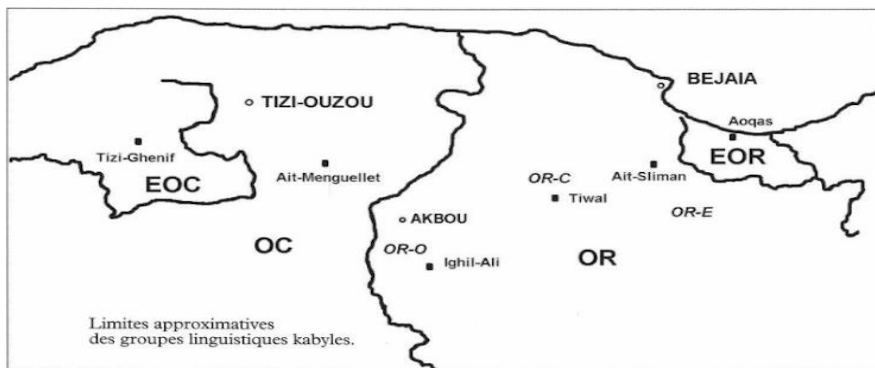 BEJAIA
TIZI-OUZOU
Aoqas
Tizi-Ghenif
EOR
EOC
Ait-Menguellet
OR-C
Ait-Sliman
Tiwal
OR-E
AKBOU
OC
OR-O
Ighil-Ali
OR
Limites approximatives
des groupes linguistiques kabyles.